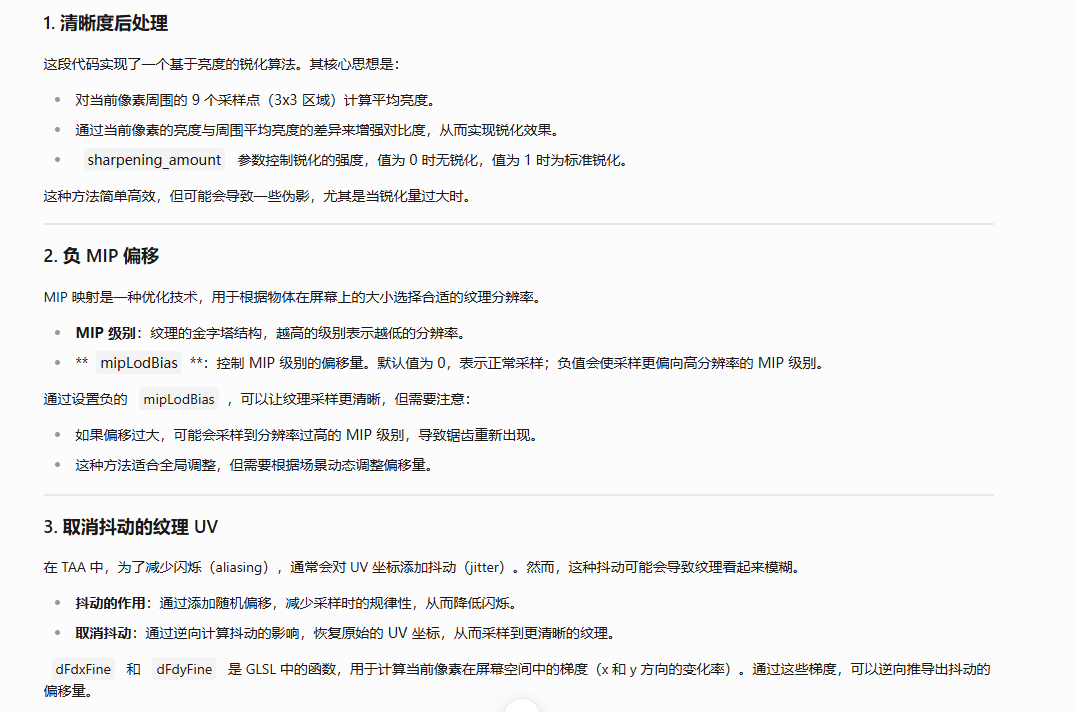 1. 清晰度后处理
这段代码实现了一个基于亮度的锐化算法。其核心思想是：
对当前像素周围的 9 个采样点（3x3 区域）计算平均亮度。
通过当前像素的亮度与周围平均亮度的差异来增强对比度，从而实现锐化效果。
sharpening_amount 参数控制锐化的强度，值为 0 时无锐化，值为 1 时为标准锐化。
这种方法简单高效，但可能会导致一些伪影，尤其是当锐化量过大时。
2. 负 MIP 偏移
MIP 映射是一种优化技术，用于根据物体在屏幕上的大小选择合适的纹理分辨率。
MIP 级别：纹理的金字塔结构，越高的级别表示越低的分辨率。
** mipLodBias **：控制 MIP 级别的偏移量。默认值为 0，表示正常采样；负值会使采样更偏向高分辨率的 MIP 级别。
通过设置负的 mipLodBias ，可以让纹理采样更清晰，但需要注意：
如果偏移过大，可能会采样到分辨率过高的 MIP 级别，导致锯齿重新出现。
这种方法适合全局调整，但需要根据场景动态调整偏移量。
3. 取消抖动的纹理 UV
在 TAA 中，为了减少闪烁（aliasing），通常会对 UV 坐标添加抖动（jitter）。然而，这种抖动可能会导致纹理看起来模糊。
抖动的作用：通过添加随机偏移，减少采样时的规律性，从而降低闪烁。
取消抖动：通过逆向计算抖动的影响，恢复原始的 UV 坐标，从而采样到更清晰的纹理。
dFdxFine 和 dFdyFine 是 GLSL 中的函数，用于计算当前像素在屏幕空间中的梯度（x 和 y 方向的变化率）。通过这些梯度，可以逆向推导出抖动的
偏移量。